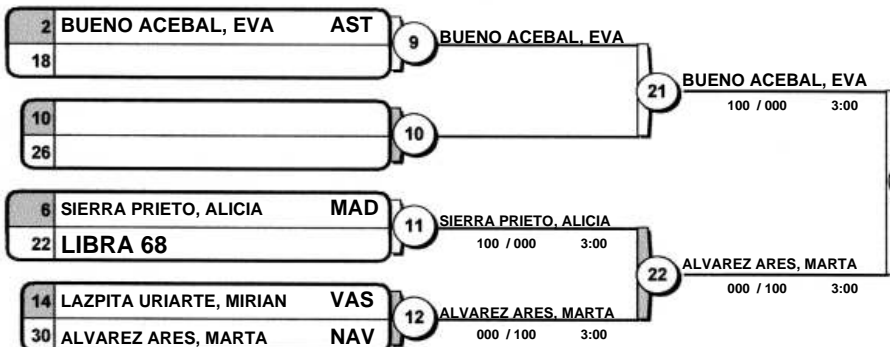 2 BUENO ACEBAL, EVA AST
18
9
BUENO ACEBAL, EVA
10
26
10
21
BUENO ACEBAL, EVA
100 / 000 3:00
6 SIERRA PRIETO, ALICIA MAD
22 LIBRA 68
11
SIERRA PRIETO, ALICIA
100 / 000 3:00
14 LAZPITA URIARTE, MIRIAN VAS
30 ALVAREZ ARES, MARTA NAV
12
ALVAREZ ARES, MARTA
000 / 100 3:00
22
ALVAREZ ARES, MARTA
000 / 100 3:00